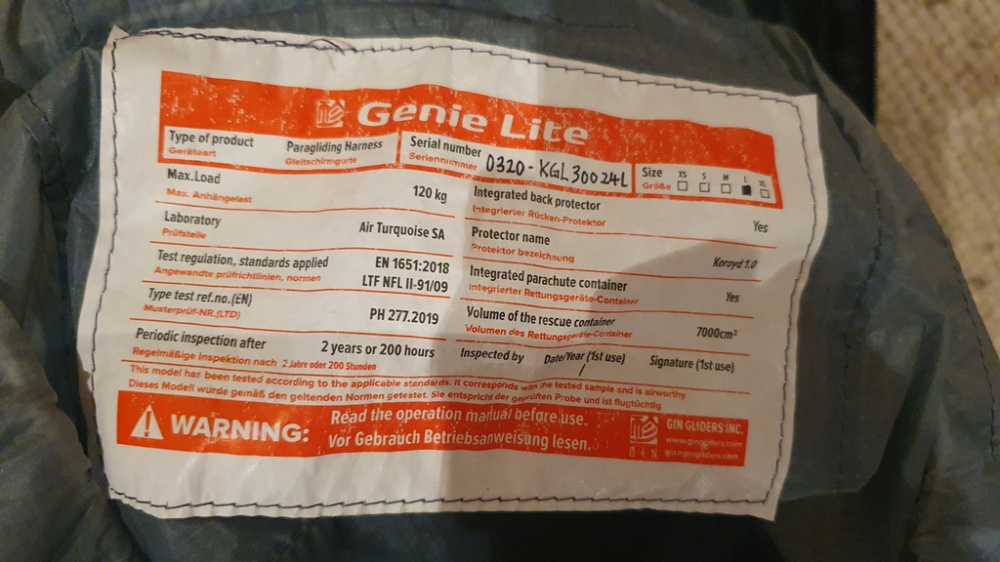 Genie Lite
Type of product Paragliding Harness
Geräteart Gleitschirmgurte
Serial number 0320-KGL30024L
Seriennummer
Size XS S M L XL
Größe
Max.Load 120 kg
Max. Anhängelast
Laboratory Air Turquoise SA
Prüfstelle
Test regulation, standards applied EN 1651:2018
Angewandte prüfrichtlinien, normen LTF NFL II-91/09
Type test ref.no.(EN) PH 277.2019
Musterprüf-NR.(LTD)
Periodic inspection after 2 years or 200 hours
Regelmäßige Inspektion nach 2 Jahre oder 200 Stunden
Integrated back protector Yes
Integrierter Rücken-Protektor
Protector name Koroyd 1.0
Protektor bezeichnung
Integrated parachute container Yes
Integrierter Rettungsgeräte-Container
Volume of the rescue container 7000cm³
Volumen des Rettungsgeräte-Container
Inspected by Date/Year (1st use) Signature (1st use)
This model has been tested according to the applicable standards. It corresponds with the tested sample and is airworthy
Dieses Modell wurde gemäß den geltenden Normen getestet. Sie entspricht der geprüften Probe und ist flugtüchtig
WARNING: Read the operation manual before use.
Vor Gebrauch Betriebsanweisung lesen.
GIN
GIN GLIDERS INC.
www.gingliders.com
gin@gingliders.com